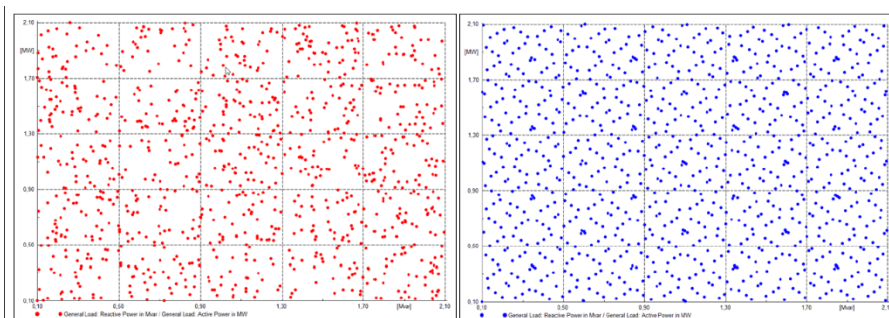 2,10
[MW]
1,70
1,30
0,90
0,50
0,10
0,10 0,50 0,90 1,30 1,70 [Mvar] 2,10
General Load: Reactive Power in Mvar / General Load: Active Power in MW
2,10
[MW]
1,70
1,30
0,90
0,50
0,10
0,10 0,50 0,90 1,30 1,70 [Mvar] 2,10
General Load: Reactive Power in Mvar / General Load: Active Power in MW